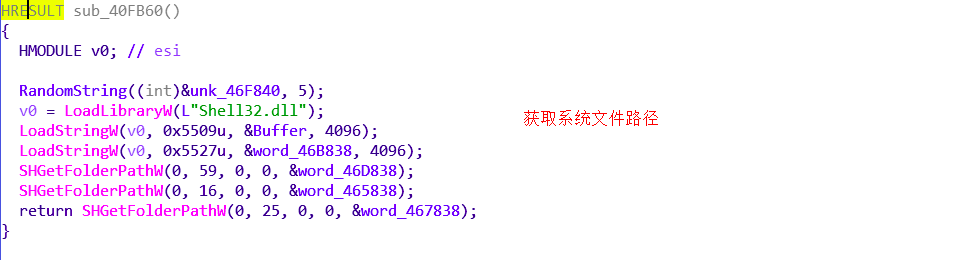 HRESULT sub_40FB60()
{
HMODULE v0; // esi
RandomString((int)&unk_46F840, 5);
v0 = LoadLibraryW(L"Shell32.dll");
LoadStringW(v0, 0x5509u, &Buffer, 4096);
获取系统文件路径
LoadStringW(v0, 0x5527u, &word_46B838, 4096);
SHGetFolderPathW(0, 59, 0, 0, &word_46D838);
SHGetFolderPathW(0, 16, 0, 0, &word_465838);
return SHGetFolderPathW(0, 25, 0, 0, &word_467838);
}